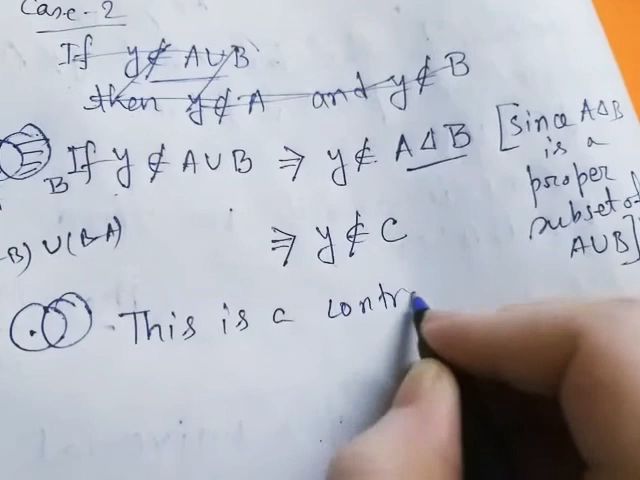 Case-2
If y ∉ A∪B
then y ∉ A and y ∉ B
If y ∉ A∪B ⇒ y ∉ A Δ B
[Since A Δ B
is a
proper
subset of
A∪B]
B
-B) ∪ (B-A)
⇒ y ∉ C
This is a contr